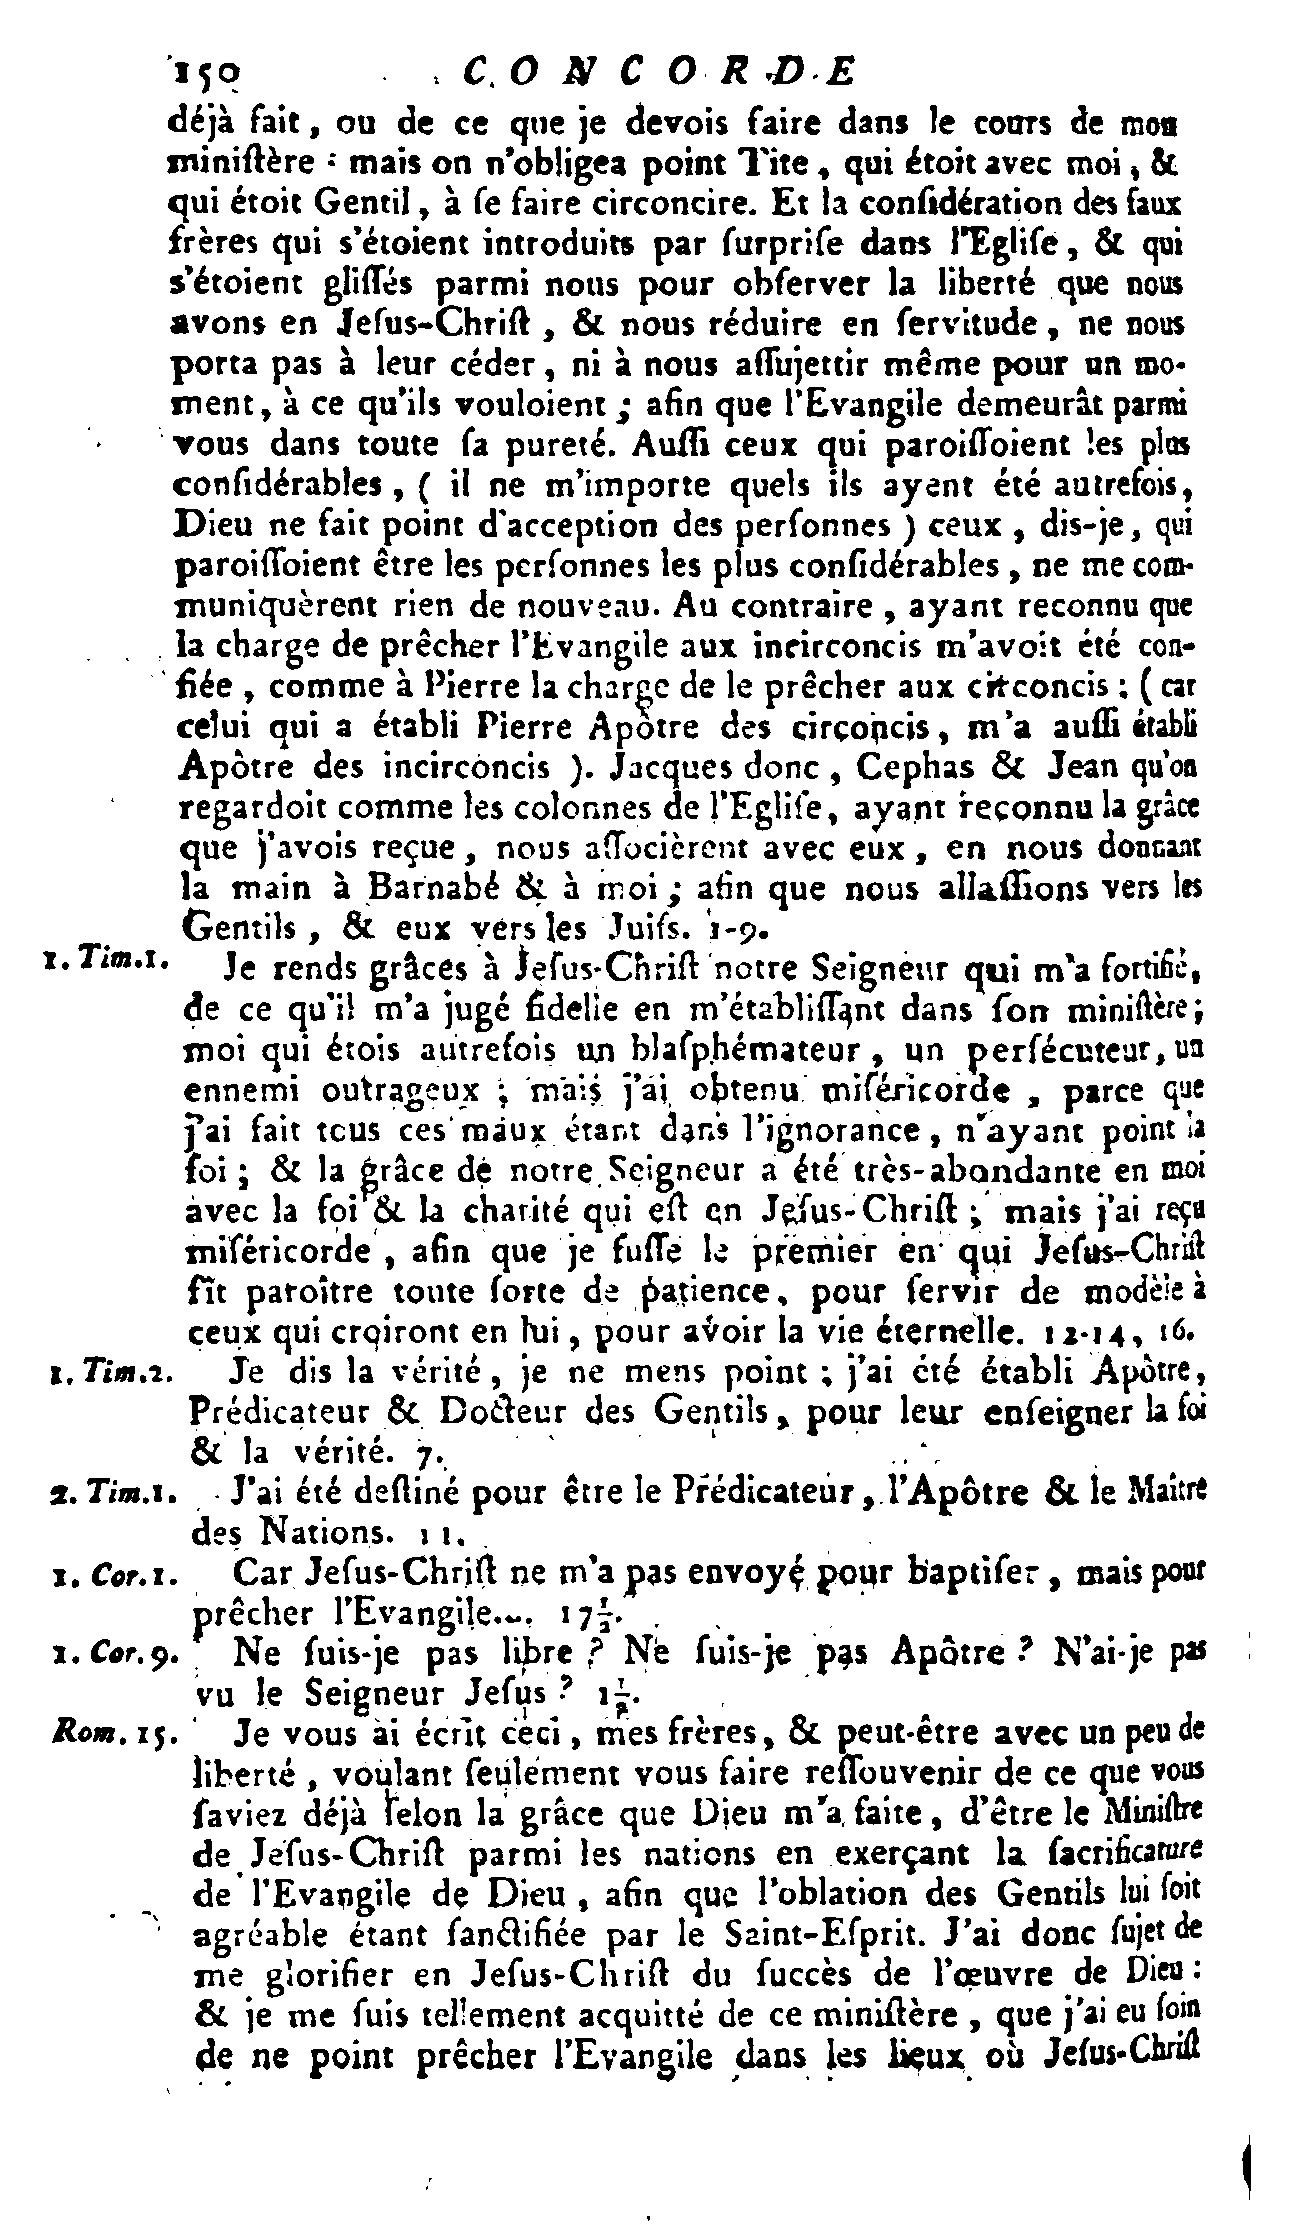 150 CONCORDE
déjà fait, ou de ce que je devois faire dans le cours de mon
miniſtère : mais on n'obligea point Tite, qui étoit avec moi, &
qui étoit Gentil, à ſe faire circoncire. Et la conſidération des faux
frères qui s'étoient introduits par ſurpriſe dans l'Egliſe, & qui
s'étoient gliſſés parmi nous pour obſerver la liberté que nous
avons en Jeſus-Chriſt, & nous réduire en ſervitude, ne nous
porta pas à leur céder, ni à nous aſſujettir même pour un mo-
ment, à ce qu'ils vouloient ; afin que l'Evangile demeurât parmi
vous dans toute ſa pureté. Auſſi ceux qui paroiſſoient les plus
conſidérables, ( il ne m'importe quels ils ayent été autrefois,
Dieu ne fait point d'acception des perſonnes ) ceux, dis-je, qui
paroiſſoient être les perſonnes les plus conſidérables, ne me com-
muniquèrent rien de nouveau. Au contraire, ayant reconnu que
la charge de prêcher l'Evangile aux incirconcis m'avoit été con-
fiée, comme à Pierre la charge de le prêcher aux circoncis : ( car
celui qui a établi Pierre Apôtre des circoncis, m'a auſſi établi
Apôtre des incirconcis ). Jacques donc, Cephas & Jean qu'on
regardoit comme les colonnes de l'Egliſe, ayant reconnu la grâce
que j'avois reçue, nous aſſocièrent avec eux, en nous donnant
la main à Barnabé & à moi ; afin que nous allaſſions vers les
Gentils, & eux vers les Juifs. 1-9.
1. Tim. 1. Je rends grâces à Jeſus-Chriſt notre Seigneur qui m'a fortifié,
de ce qu'il m'a jugé fidelle en m'établiſſant dans ſon miniſtère ;
moi qui étois autrefois un blaſphémateur, un perſécuteur, un
ennemi outrageux ; mais j'ai obtenu miſéricorde, parce que
j'ai fait tous ces maux étant dans l'ignorance, n'ayant point la
foi ; & la grâce de notre Seigneur a été très-abondante en moi
avec la foi & la charité qui eſt en Jeſus-Chriſt ; mais j'ai reçu
miſéricorde, afin que je fuſſe le premier en qui Jeſus-Chriſt
fît paroître toute ſorte de patience, pour ſervir de modèle à
ceux qui croiront en lui, pour avoir la vie éternelle. 12-14, 16.
1. Tim. 2. Je dis la vérité, je ne mens point ; j'ai été établi Apôtre,
Prédicateur & Docteur des Gentils, pour leur enſeigner la foi
& la vérité. 7.
2. Tim. 1. J'ai été deſtiné pour être le Prédicateur, l'Apôtre & le Maître
des Nations. 11.
1. Cor. 1. Car Jeſus-Chriſt ne m'a pas envoyé pour baptiſer, mais pour
prêcher l'Evangile.... 17½.
1. Cor. 9. Ne ſuis-je pas libre ? Ne ſuis-je pas Apôtre ? N'ai-je pas
vu le Seigneur Jeſus ? 1½.
Rom. 15. Je vous ai écrit ceci, mes frères, & peut-être avec un peu de
liberté, voulant ſeulement vous faire reſſouvenir de ce que vous
ſaviez déjà ſelon la grâce que Dieu m'a faite, d'être le Miniſtre
de Jeſus-Chriſt parmi les nations en exerçant la ſacrificature
de l'Evangile de Dieu, afin que l'oblation des Gentils lui ſoit
agréable étant ſanctifiée par le Saint-Eſprit. J'ai donc ſujet de
me glorifier en Jeſus-Chriſt du ſuccès de l'œuvre de Dieu :
& je me ſuis tellement acquitté de ce miniſtère, que j'ai eu ſoin
de ne point prêcher l'Evangile dans les lieux où Jeſus-Chriſt